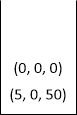 (0, 0, 0)
(5, 0, 50)